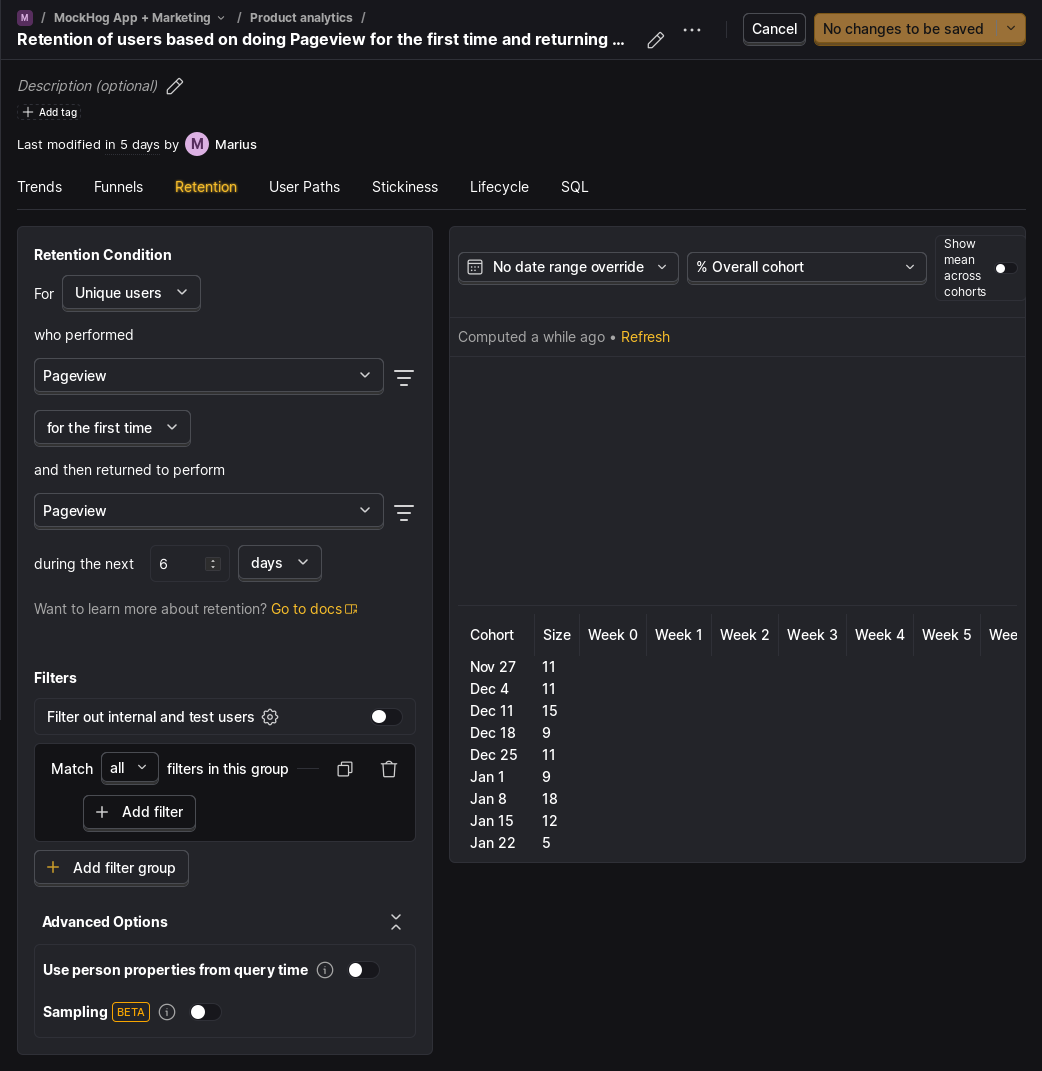 M / MockHog App + Marketing / Product analytics /
Retention of users based on doing Pageview for the first time and returning ...
Cancel
No changes to be saved
Description (optional)
Add tag
Last modified in 5 days by M Marius
Trends Funnels Retention User Paths Stickiness Lifecycle SQL
Retention Condition
For Unique users
who performed
Pageview
for the first time
and then returned to perform
Pageview
during the next 6 days
Want to learn more about retention? Go to docs
Filters
Filter out internal and test users
Match all filters in this group
Add filter
Add filter group
Advanced Options
Use person properties from query time
Sampling BETA
No date range override
% Overall cohort
Show
mean
across
cohorts
Computed a while ago • Refresh
Cohort Size Week 0 Week 1 Week 2 Week 3 Week 4 Week 5 Wee
Nov 27 11
Dec 4 11
Dec 11 15
Dec 18 9
Dec 25 11
Jan 1 9
Jan 8 18
Jan 15 12
Jan 22 5